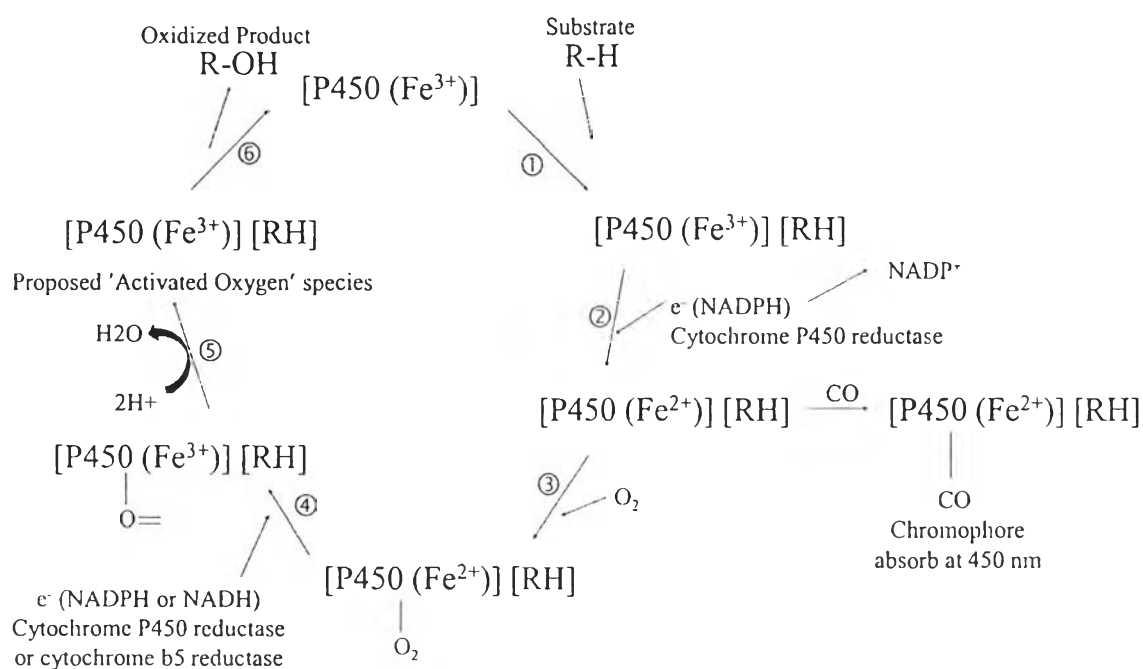 Oxidized Product
R-OH
Substrate
R-H
[P450 (Fe³⁺)]
⑥
①
[P450 (Fe³⁺)] [RH]
Proposed 'Activated Oxygen' species
[P450 (Fe³⁺)] [RH]
NADP⁺
②
e⁻ (NADPH)
Cytochrome P450 reductase
H2O
⑤
2H+
[P450 (Fe²⁺)] [RH]
CO
[P450 (Fe²⁺)] [RH]
CO
Chromophore
absorb at 450 nm
[P450 (Fe³⁺)] [RH]
O=
④
③
O₂
[P450 (Fe²⁺)] [RH]
O₂
e⁻ (NADPH or NADH)
Cytochrome P450 reductase
or cytochrome b5 reductase